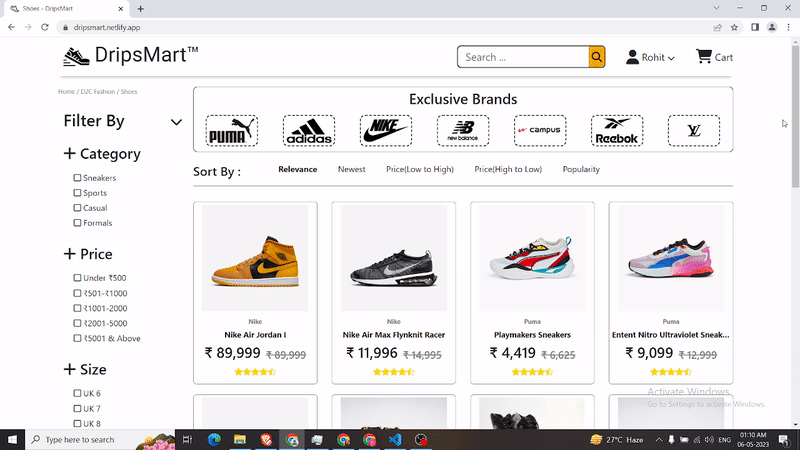 Shoes - DripsMart
dripsmart.netlify.app
DripsMart™
Search ...
Rohit
Cart
Home / D2C Fashion / Shoes
Filter By
Category
Sneakers
Sports
Casual
Formals
Price
Under ₹500
₹501-₹1000
₹1001-2000
₹2001-5000
₹5001 & Above
Size
UK 6
UK 7
UK 8
Exclusive Brands
PUMA
adidas
NIKE
NB
new balance
campus
Reebok
LV
Sort By :
Relevance
Newest
Price(Low to High)
Price(High to Low)
Popularity
Nike
Nike Air Jordan I
₹ 89,999 ₹ 89,999
Nike
Nike Air Max Flynknit Racer
₹ 11,996 ₹ 14,995
Puma
Playmakers Sneakers
₹ 4,419 ₹ 6,625
Puma
Entent Nitro Ultraviolet Sneak...
₹ 9,099 ₹ 12,999
Activate Windows
Go to Settings to activate Windows.
Type here to search
27°C Haze
ENG
01:10 AM
06-05-2023